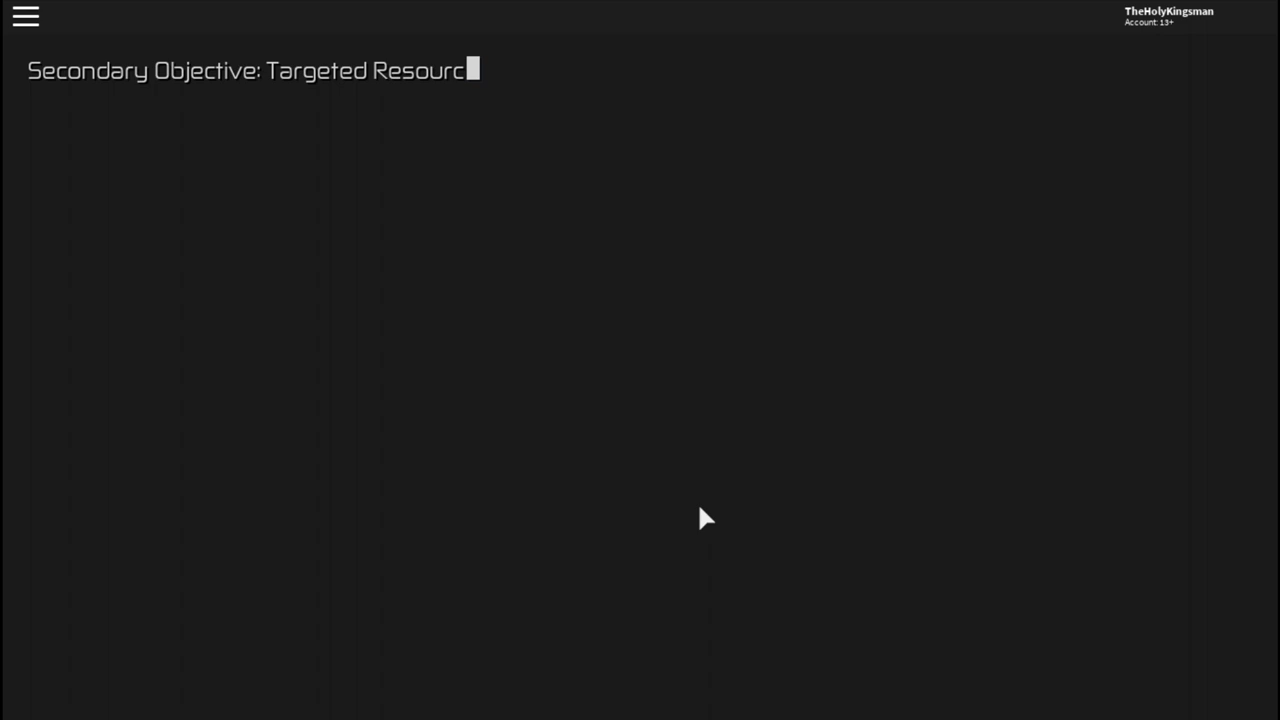 TheHolyKingsman
Account: 13+
Secondary Objective: Targeted Resourc